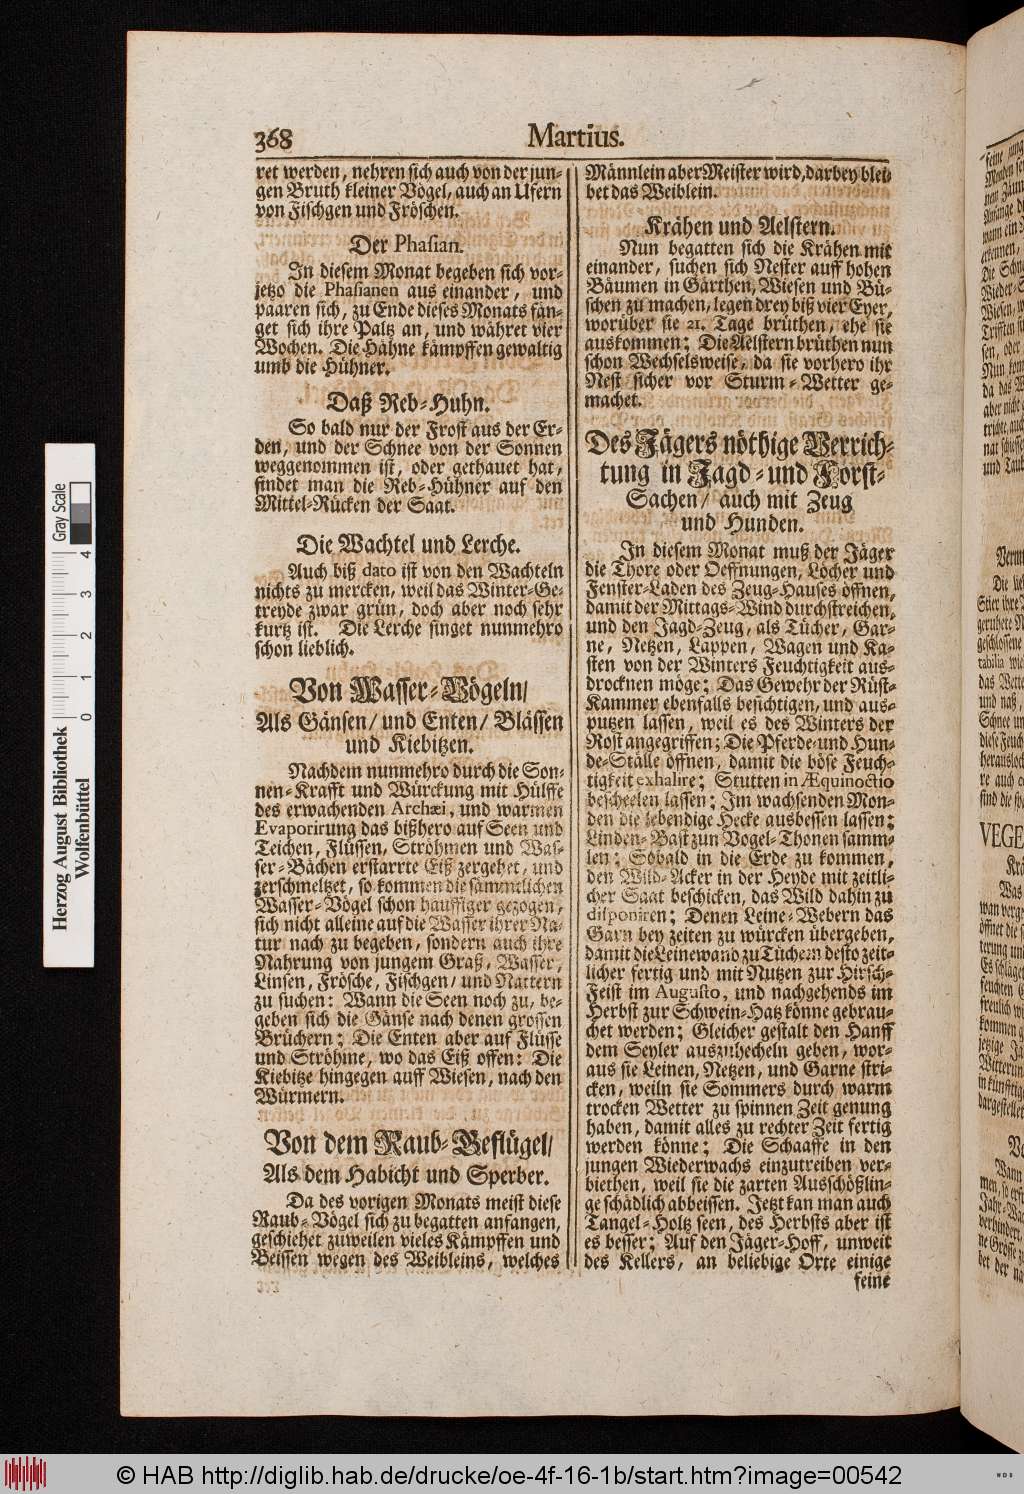 368
Martius.
ret werden, nehren sich auch von der jun-
gen Bruth kleiner Vögel, auch an Ufern
von Fischgen und Fröschen.
Der Phasian.
In diesem Monat begeben sich vor-
jetzo die Phasianen aus einander, und
paaren sich, zu Ende dieses Monats fän-
get sich ihre Paltz an, und währet vier
Wochen. Die Hähne kämpffen gewaltig
umb die Hühner.
Daß Reb-Huhn.
So bald nur der Frost aus der Er-
den, und der Schnee von der Sonnen
weggenommen ist, oder gethauet hat,
findet man die Reb-Hühner auf den
Mittel-Rücken der Saat.
Die Wachtel und Lerche.
Auch biß dato ist von den Wachteln
nichts zu mercken, weil das Winter-Ge-
treyde zwar grün, doch aber noch sehr
kurtz ist. Die Lerche singet nunmehro
schon lieblich.
Von Wasser-Vögeln/
Als Gänsen/ und Enten/ Blässen
und Kiebitzen.
Nachdem nunmehro durch die Son-
nen-Krafft und Würckung mit Hülffe
des erwachenden Archæi, und warmen
Evaporirung das bißhero auf Seen und
Teichen, Flüssen, Ströhmen und Was-
ser-Bächen erstarrte Eiß zergehet, und
zerschmeltzet, so kommen die sämmtlichen
Wasser-Vögel schon häuffiger gezogen,
sich nicht alleine auf die Wasser ihrer Na-
tur nach zu begeben, sondern auch ihre
Nahrung von jungem Graß, Wasser,
Linsen, Frösche, Fischgen/ und Nattern
zu suchen: Wann die Seen noch zu, be-
geben sich die Gänse nach denen grossen
Brüchern; Die Enten aber auf Flüsse
und Ströhme, wo das Eiß offen: Die
Kiebitze hingegen auff Wiesen, nach den
Würmern.
Von dem Raub-Geflügel/
Als dem Habicht und Sperber.
Da des vorigen Monats meist diese
Raub-Vögel sich zu begatten anfangen,
geschiehet zuweilen vieles Kämpffen und
Beissen wegen des Weibleins, welches
Männlein aber Meister wird, darbey blei-
bet das Weiblein.
Krähen und Aelstern.
Nun begatten sich die Krähen mit
einander, suchen sich Nester auff hohen
Bäumen in Gärthen, Wiesen und Bü-
schen zu machen, legen drey biß vier Eyer,
worüber sie 21. Tage brüthen, ehe sie
auskommen; Die Aelstern brüthen nun
schon Wechselsweise, da sie vorhero ihr
Nest sicher vor Sturm-Wetter ge-
machet.
Des Jägers nöthige Verrich-
tung in Jagd-und Forst-
Sachen/ auch mit Zeug
und Hunden.
In diesem Monat muß der Jäger
die Thore oder Oeffnungen, Löcher und
Fenster-Laden des Zeug-Hauses öffnen,
damit der Mittags-Wind durchstreichen,
und den Jagd-Zeug, als Tücher, Gar-
ne, Netzen, Lappen, Wagen und Ka-
sten von der Winters Feuchtigkeit aus-
drocknen möge; Das Gewehr der Rüst-
Kammer ebenfalls besichtigen, und aus-
putzen lassen, weil es des Winters der
Rost angegriffen; Die Pferde-und Hun-
de-Ställe öffnen, damit die böse Feuch-
tigkeit exhalire; Stutten in Æquinoctio
bescheelen lassen; Im wachsenden Mon-
den die lebendige Hecke ausbessen lassen;
Linden-Bast zun Vogel-Thonen samm-
len; Sobald in die Erde zu kommen,
den Wild-Acker in der Heyde mit zeitli-
cher Saat beschicken, das Wild dahin zu
disponiren; Denen Leine-Webern das
Garn bey zeiten zu würcken übergeben,
damit die Leinewand zu Tüchern desto zeit-
licher fertig und mit Nutzen zur Hirsch-
Feist im Augusto, und nachgehends im
Herbst zur Schwein-Hatz könne gebrau-
chet werden; Gleicher gestalt den Hanff
dem Seyler auszuhecheln geben, wor-
aus sie Leinen, Netzen, und Garne stri-
cken, weiln sie Sommers durch warm
trocken Wetter zu spinnen Zeit genung
haben, damit alles zu rechter Zeit fertig
werden könne; Die Schaaffe in den
jungen Wiederwachs einzutreiben ver-
biethen, weil sie die zarten Ausschößlin-
ge schädlich abbeissen. Jetzt kan man auch
Tangel-Holtz seen, des Herbsts aber ist
es besser; Auf den Jäger-Hoff, unweit
des Kellers, an beliebige Orte einige
feine
Herzog August Bibliothek
Wolfenbüttel
Gray Scale
0 1 2 3 4
© HAB http://diglib.hab.de/drucke/oe-4f-16-1b/start.htm?image=00542